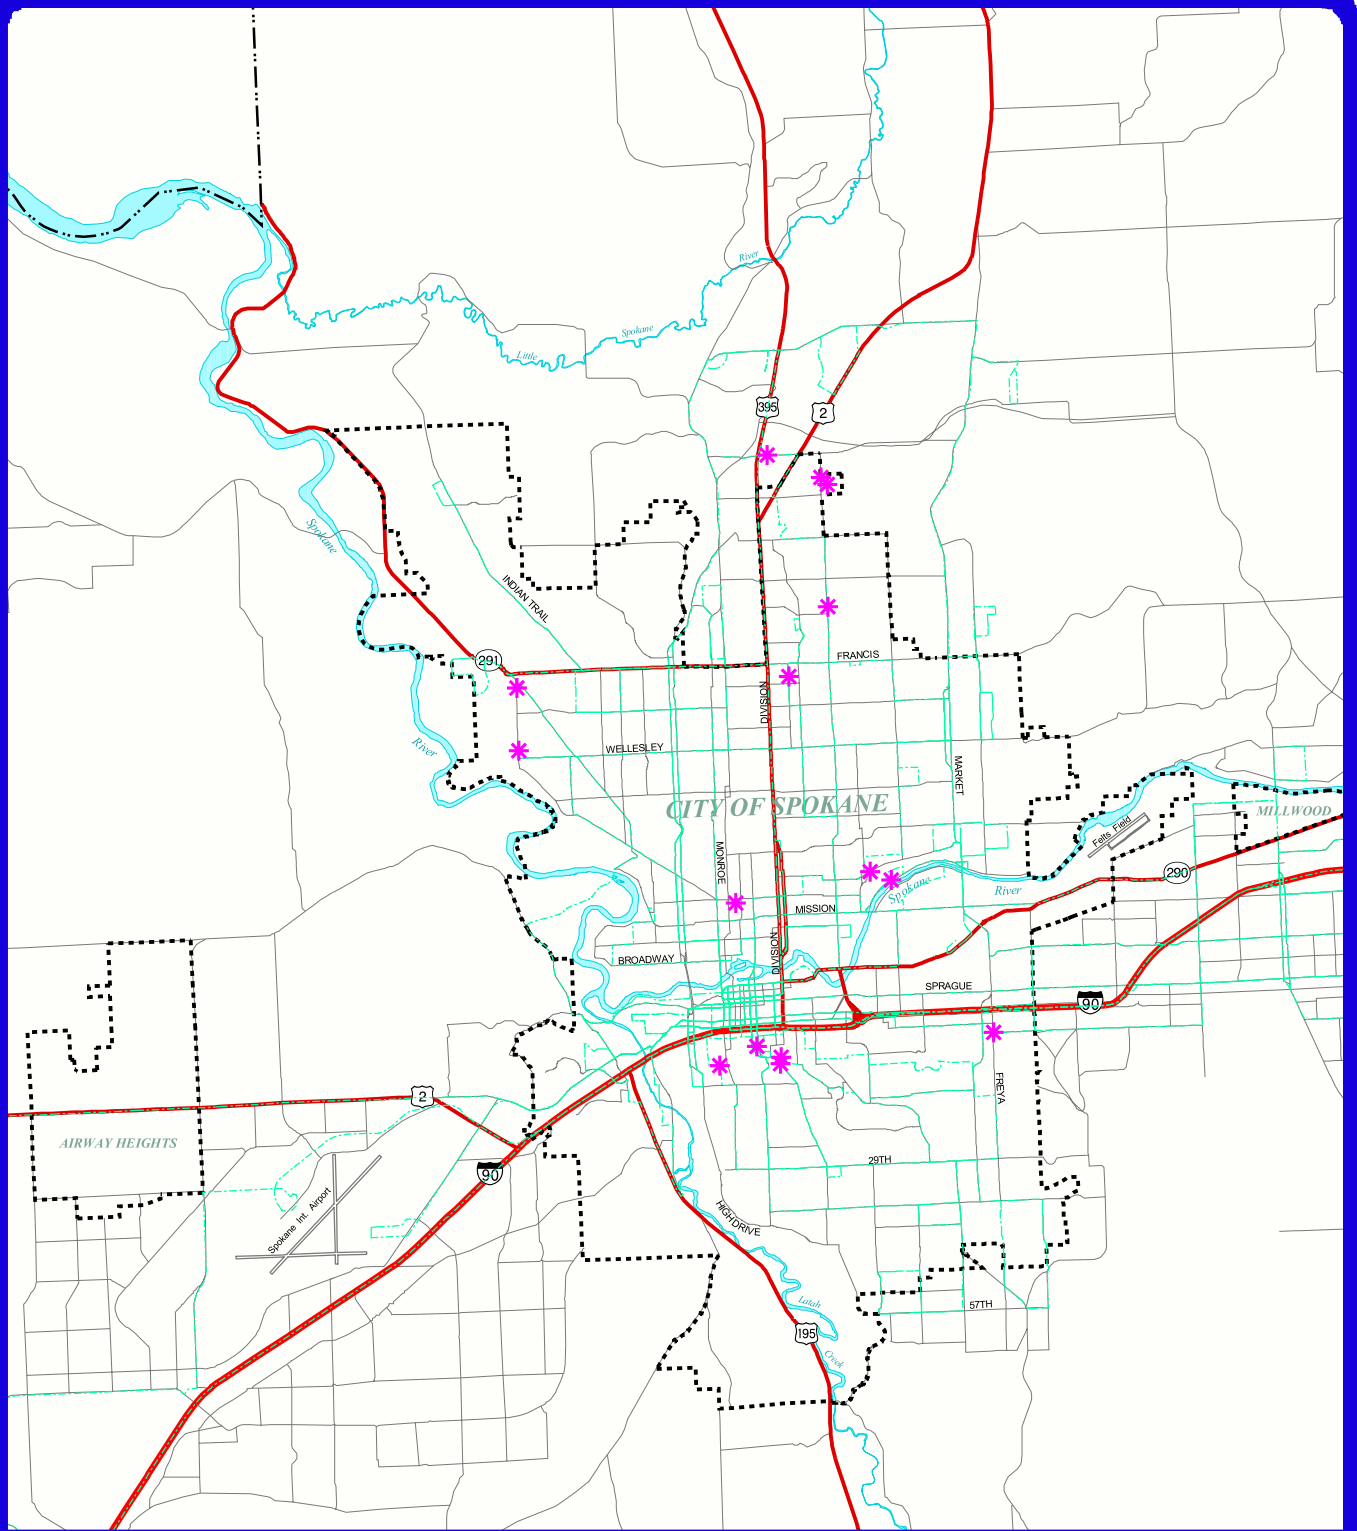 River
Spokane
Little
395
2
Spokane
INDIAN TRAIL
291
FRANCIS
DIVISION
River
WELLESLEY
MARKET
CITY OF SPOKANE
MILLWOOD
Felts Field
MONROE
290
Spokane
River
MISSION
DIVISION
BROADWAY
SPRAGUE
90
FREYA
2
AIRWAY HEIGHTS
29TH
90
Spokane Int. Airport
HIGH DRIVE
Latah
57TH
195
Creek